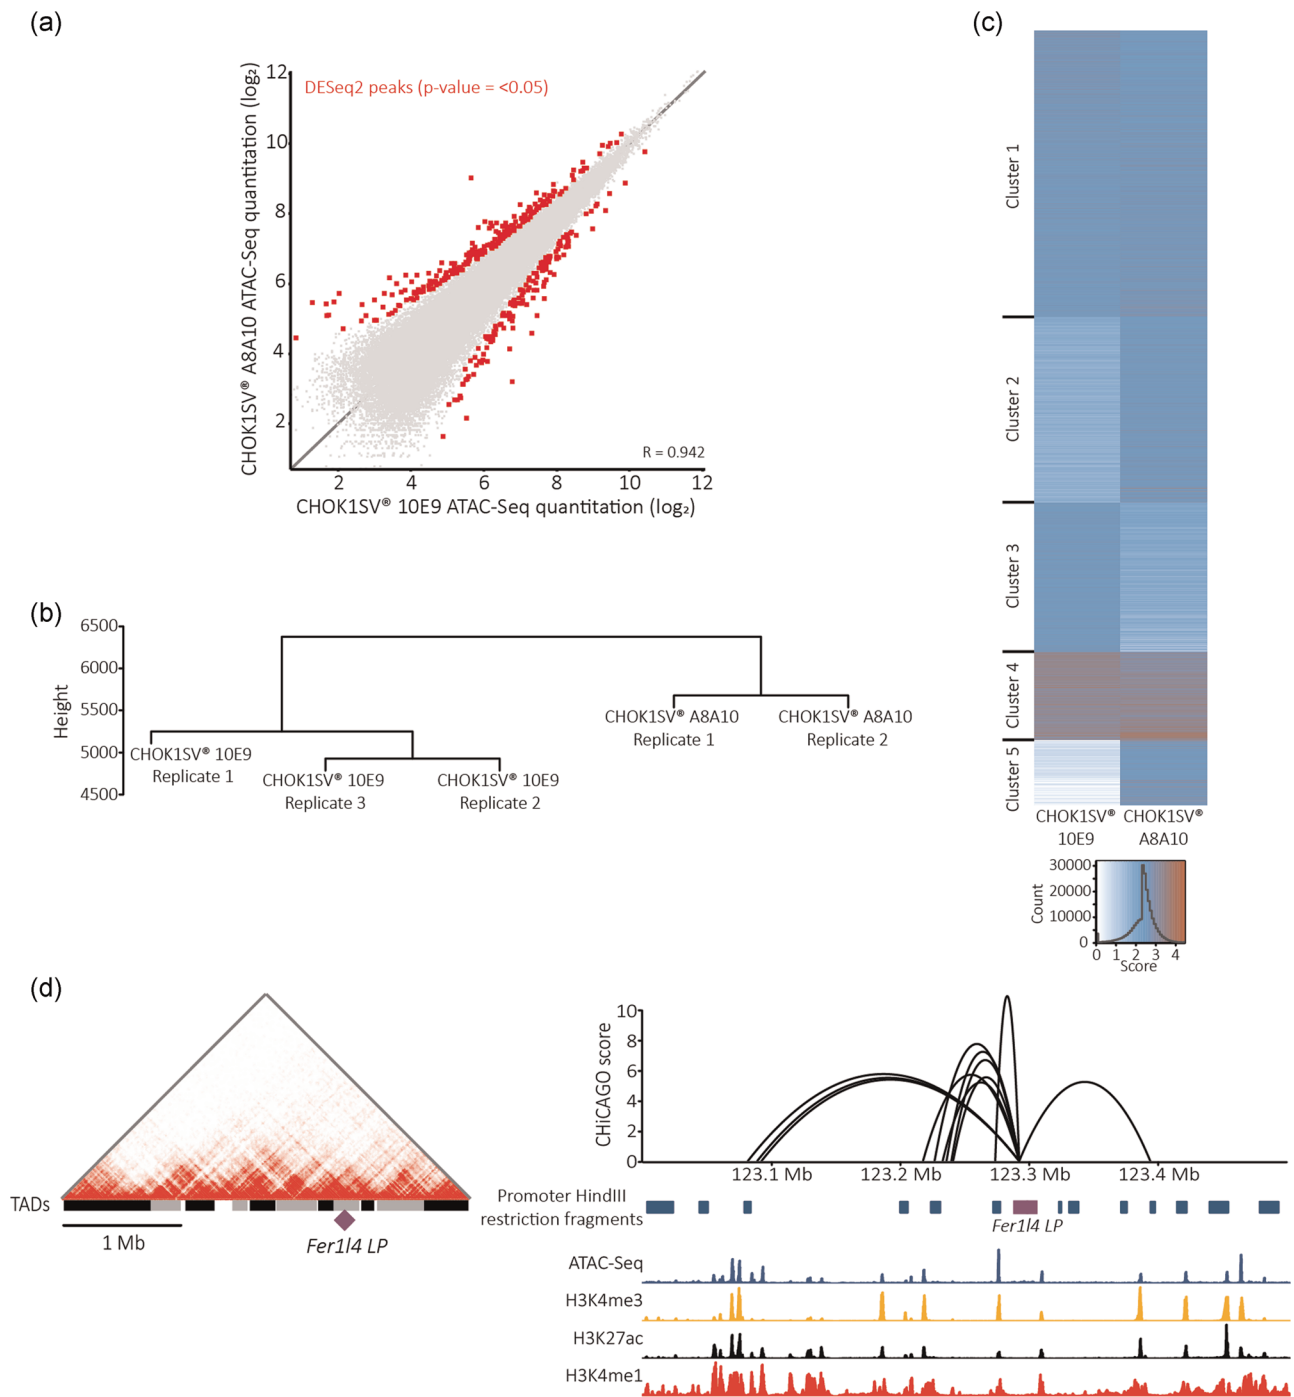 (a)
12
10
8
6
4
2
CHOK1SV® A8A10 ATAC-Seq quantitation (log₂)
DESeq2 peaks (p-value = <0.05)
R = 0.942
2 4 6 8 10 12
CHOK1SV® 10E9 ATAC-Seq quantitation (log₂)
(b)
6500
6000
5500
5000
4500
Height
CHOK1SV® 10E9
Replicate 1
CHOK1SV® 10E9
Replicate 3
CHOK1SV® 10E9
Replicate 2
CHOK1SV® A8A10
Replicate 1
CHOK1SV® A8A10
Replicate 2
(c)
Cluster 1
Cluster 2
Cluster 3
Cluster 4
Cluster 5
CHOK1SV®
10E9
CHOK1SV®
A8A10
30000
10000
0
Count
0 1 2 3 4
Score
(d)
TADs
1 Mb
Fer1l4 LP
10
8
6
4
2
0
CHiCAGO score
123.1 Mb 123.2 Mb 123.3 Mb 123.4 Mb
Promoter HindIII
restriction fragments
Fer1l4 LP
ATAC-Seq
H3K4me3
H3K27ac
H3K4me1